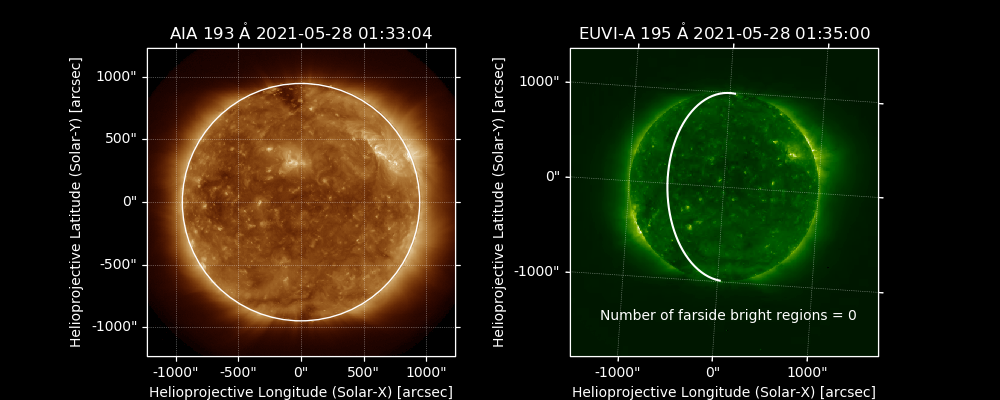 AIA 193 Å 2021-05-28 01:33:04
Helioprojective Latitude (Solar-Y) [arcsec]
1000"
500"
0"
-500"
-1000"
-1000" -500" 0" 500" 1000"
Helioprojective Longitude (Solar-X) [arcsec]
EUVI-A 195 Å 2021-05-28 01:35:00
Helioprojective Latitude (Solar-Y) [arcsec]
1000"
0"
-1000"
Number of farside bright regions = 0
-1000" 0" 1000"
Helioprojective Longitude (Solar-X) [arcsec]